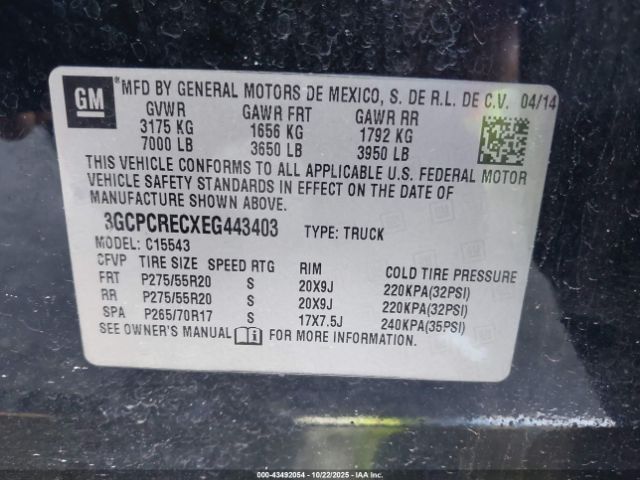 GM
*MFD BY GENERAL MOTORS DE MEXICO, S. DE R.L. DE C.V. 04/14
GVWR GAWR FRT GAWR RR
3175 KG 1656 KG 1792 KG
7000 LB 3650 LB 3950 LB
THIS VEHICLE CONFORMS TO ALL APPLICABLE U.S. FEDERAL MOTOR
VEHICLE SAFETY STANDARDS IN EFFECT ON THE DATE OF
MANUFACTURE SHOWN ABOVE.
3GCPCRECXEG443403 TYPE: TRUCK
MODEL: C15543
CFVP TIRE SIZE SPEED RTG RIM COLD TIRE PRESSURE
FRT P275/55R20 S 20X9J 220KPA(32PSI)
RR P275/55R20 S 20X9J 220KPA(32PSI)
SPA P265/70R17 S 17X7.5J 240KPA(35PSI)
SEE OWNER'S MANUAL i FOR MORE INFORMATION.
000-43492054 - 10/22/2025 - IAA Inc.